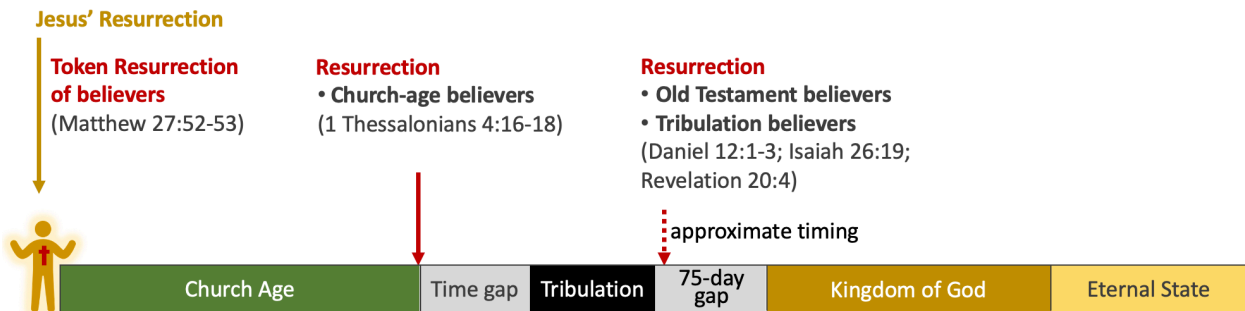 Jesus’ Resurrection
Token Resurrection
of believers
(Matthew 27:52-53)
Resurrection
• Church-age believers
(1 Thessalonians 4:16-18)
Resurrection
• Old Testament believers
• Tribulation believers
(Daniel 12:1-3; Isaiah 26:19;
Revelation 20:4)
approximate timing
Church Age
Time gap
Tribulation
75-day
gap
Kingdom of God
Eternal State